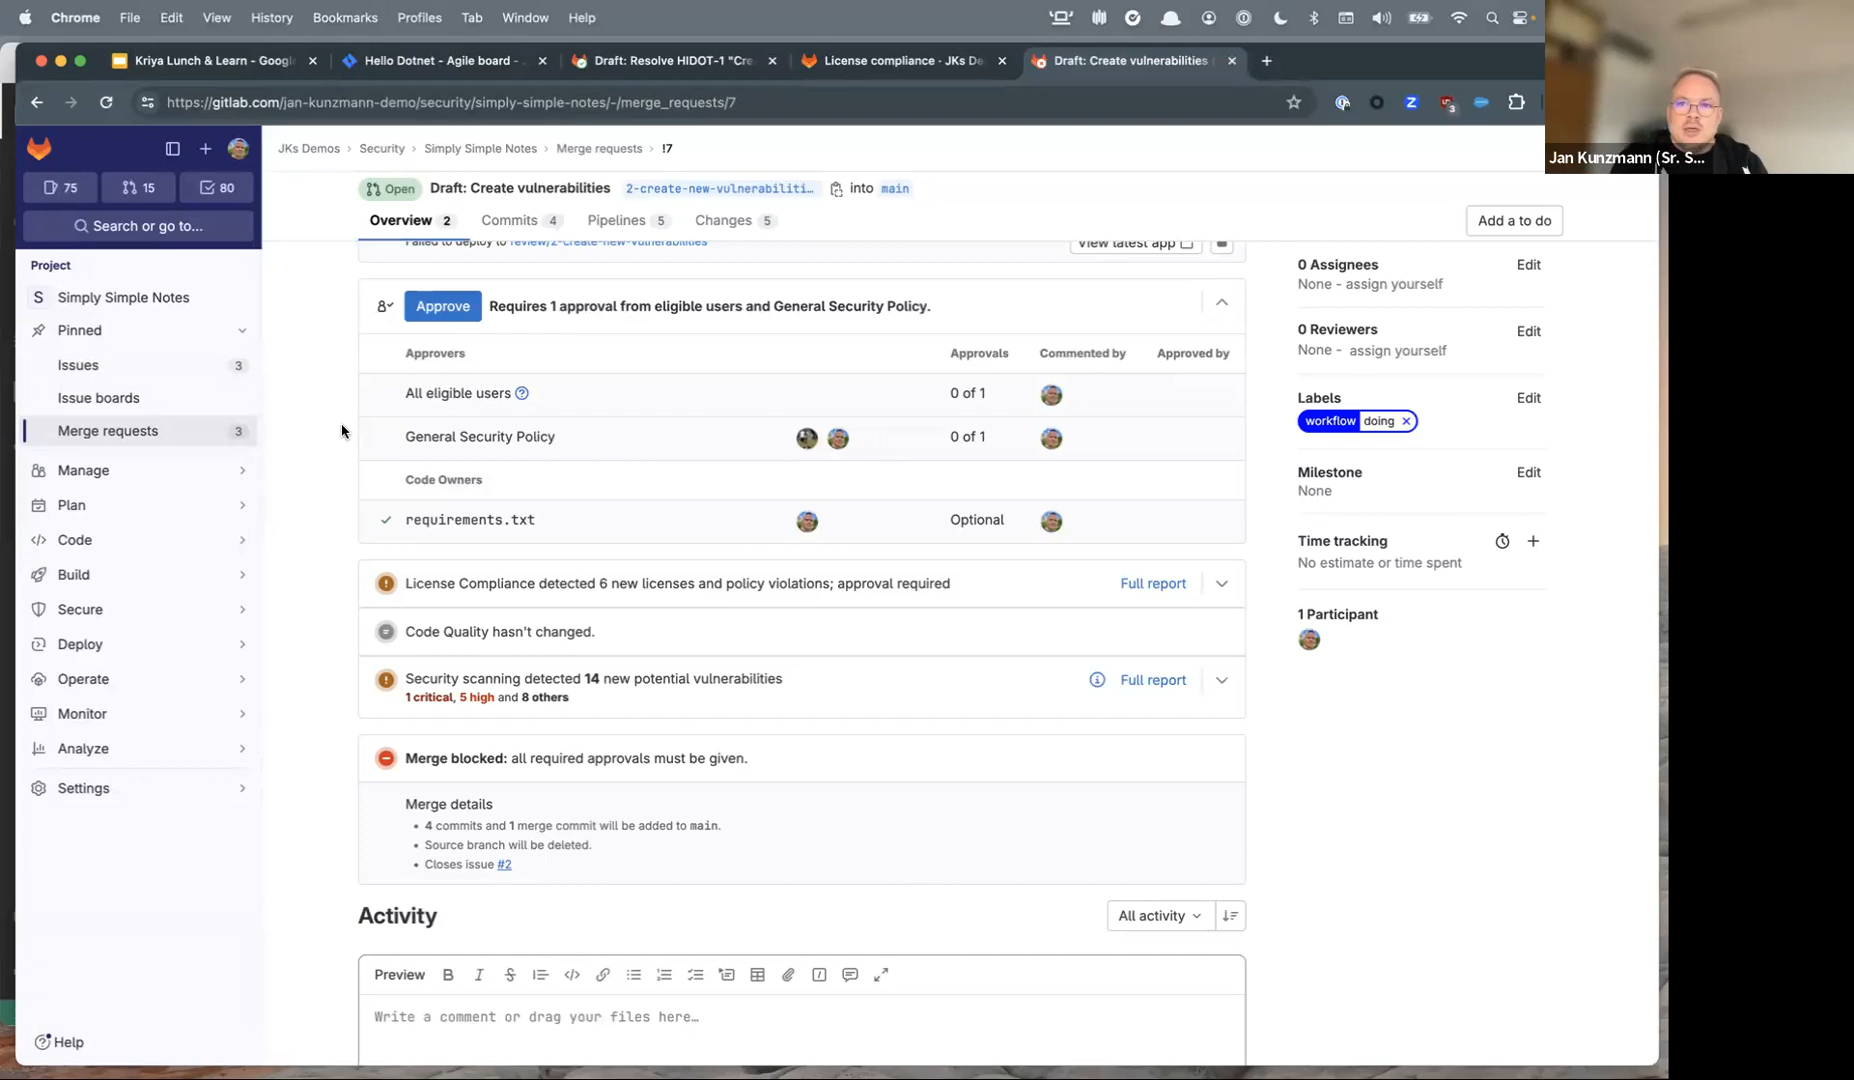 Chrome File Edit View History Bookmarks Profiles Tab Window Help
Kriya Lunch & Learn - Googl
Hello Dotnet - Agile board -
Draft: Resolve HIDOT-1 "Cre
License compliance · JKs De
Draft: Create vulnerabilities
https://gitlab.com/jan-kunzmann-demo/security/simply-simple-notes/-/merge_requests/7
3
Jan Kunzmann (Sr. S...
75 15 80
Search or go to...
Project
S Simply Simple Notes
Pinned
Issues 3
Issue boards
Merge requests 3
Manage
Plan
Code
Build
Secure
Deploy
Operate
Monitor
Analyze
Settings
Help
JKs Demos Security Simply Simple Notes Merge requests !7
Open Draft: Create vulnerabilities 2-create-new-vulnerabiliti… into main
Overview 2 Commits 4 Pipelines 5 Changes 5
Add a to do
Failed to deploy to review/2-create-new-vulnerabilities
View latest app
Approve Requires 1 approval from eligible users and General Security Policy.
Approvers Approvals Commented by Approved by
All eligible users 0 of 1
General Security Policy 0 of 1
Code Owners
requirements.txt Optional
License Compliance detected 6 new licenses and policy violations; approval required Full report
Code Quality hasn't changed.
Security scanning detected 14 new potential vulnerabilities Full report
1 critical, 5 high and 8 others
Merge blocked: all required approvals must be given.
Merge details
• 4 commits and 1 merge commit will be added to main.
• Source branch will be deleted.
• Closes issue #2
Activity
All activity
Preview
Write a comment or drag your files here…
0 Assignees Edit
None - assign yourself
0 Reviewers Edit
None - assign yourself
Labels Edit
workflow doing
Milestone Edit
None
Time tracking
No estimate or time spent
1 Participant